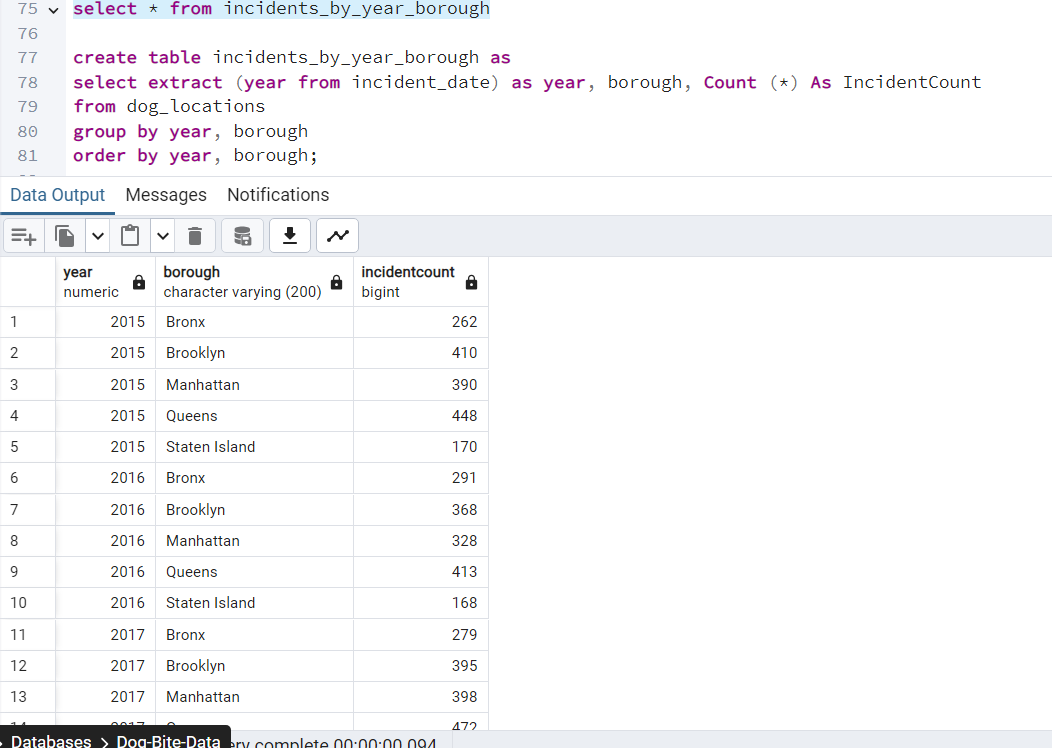 75 select * from incidents_by_year_borough
76
77 create table incidents_by_year_borough as
78 select extract (year from incident_date) as year, borough, Count (*) As IncidentCount
79 from dog_locations
80 group by year, borough
81 order by year, borough;
Data Output Messages Notifications
year borough incidentcount
numeric character varying (200) bigint
1 2015 Bronx 262
2 2015 Brooklyn 410
3 2015 Manhattan 390
4 2015 Queens 448
5 2015 Staten Island 170
6 2016 Bronx 291
7 2016 Brooklyn 368
8 2016 Manhattan 328
9 2016 Queens 413
10 2016 Staten Island 168
11 2017 Bronx 279
12 2017 Brooklyn 395
13 2017 Manhattan 398
14 2017 472
Databases > Dog-Bite-Data complete 00:00:00.094